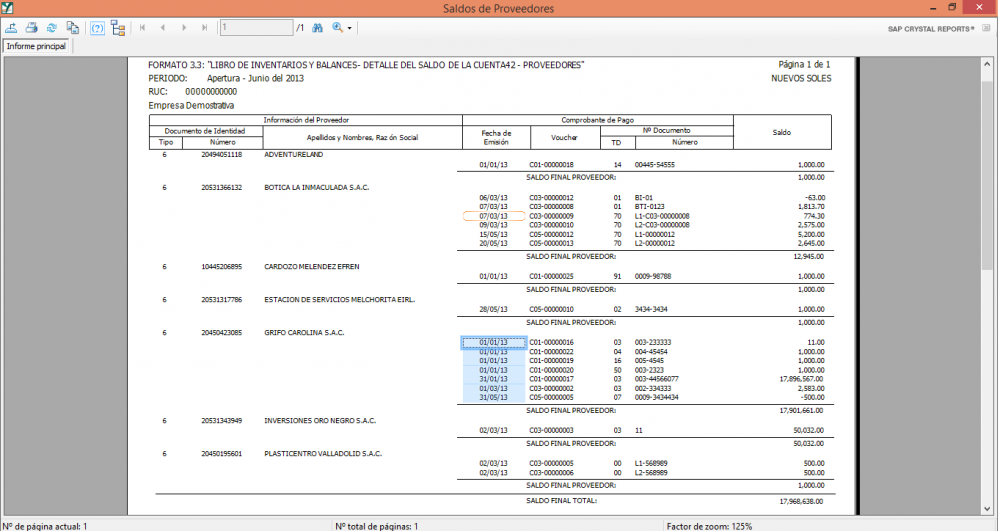 Saldos de Proveedores
1 /1 SAP CRYSTAL REPORTS®
Informe principal
FORMATO 3.3: "LIBRO DE INVENTARIOS Y BALANCES- DETALLE DEL SALDO DE LA CUENTA42 - PROVEEDORES" Página 1 de 1
PERIODO: Apertura - Junio del 2013 NUEVOS SOLES
RUC: 00000000000
Empresa Demostrativa
Información del Proveedor Comprobante de Pago Saldo
Documento de Identidad Apellidos y Nombres, Raz ón Social Fecha de Emisión Voucher Nº Documento
Tipo Número TD Número
6 20494051118 ADVENTURELAND
01/01/13 C01-00000018 14 00445-54555 1,000.00
SALDO FINAL PROVEEDOR: 1,000.00
6 20531366132 BOTICA LA INMACULADA S.A.C.
06/03/13 C03-00000012 01 BI-01 -63.00
07/03/13 C03-00000008 01 BTI-0123 1,813.70
07/03/13 C03-00000009 70 L1-C03-00000008 774.30
09/03/13 C03-00000010 70 L2-C03-00000008 2,575.00
15/05/13 C05-00000012 70 L1-00000012 5,200.00
20/05/13 C05-00000013 70 L2-00000012 2,645.00
SALDO FINAL PROVEEDOR: 12,945.00
6 10445206895 CARDOZO MELENDEZ EFREN
01/01/13 C01-00000025 91 0009-98788 1,000.00
SALDO FINAL PROVEEDOR: 1,000.00
6 20531317786 ESTACION DE SERVICIOS MELCHORITA EIRL.
28/05/13 C05-00000010 02 3434-3434 1,000.00
SALDO FINAL PROVEEDOR: 1,000.00
6 20450423085 GRIFO CAROLINA S.A.C.
01/01/13 C01-00000016 03 003-233333 11.00
01/01/13 C01-00000022 04 004-45454 1,000.00
01/01/13 C01-00000019 16 005-4545 1,000.00
01/01/13 C01-00000020 50 003-2323 1,000.00
31/01/13 C01-00000017 03 003-44566077 17,896,567.00
01/03/13 C03-00000002 03 002-334333 2,583.00
31/05/13 C05-00000005 07 0009-3434434 -500.00
SALDO FINAL PROVEEDOR: 17,901,661.00
6 20531343949 INVERSIONES ORO NEGRO S.A.C.
02/03/13 C03-00000003 03 11 50,032.00
SALDO FINAL PROVEEDOR: 50,032.00
6 20450195601 PLASTICENTRO VALLADOLID S.A.C.
02/03/13 C03-00000005 00 L1-568989 500.00
02/03/13 C03-00000006 00 L2-568989 500.00
SALDO FINAL PROVEEDOR: 1,000.00
SALDO FINAL TOTAL: 17,968,638.00
Nº de página actual: 1 Nº total de páginas: 1 Factor de zoom: 125%